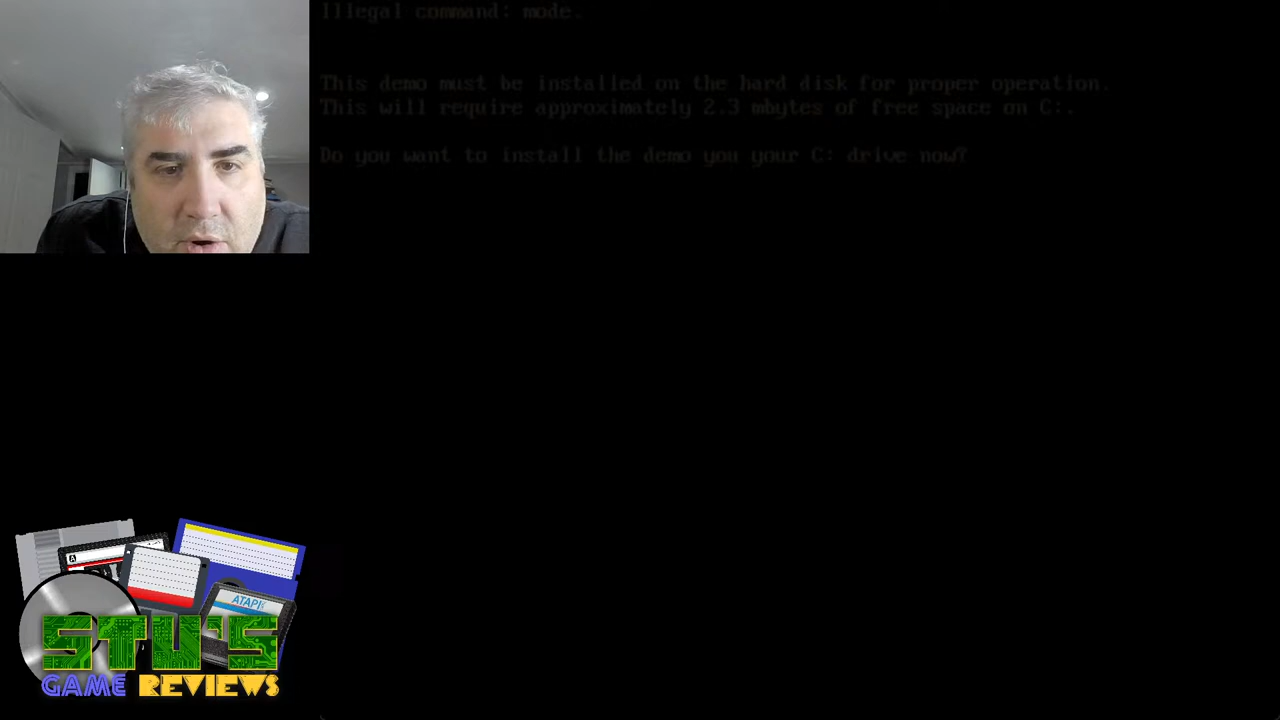 Illegal command: mode.
This demo must be installed on the hard disk for proper operation.
This will require approximately 2.3 mbytes of free space on C:.
Do you want to install the demo you your C: drive now?
A
ATAPI
STU'S
GAME REVIEWS